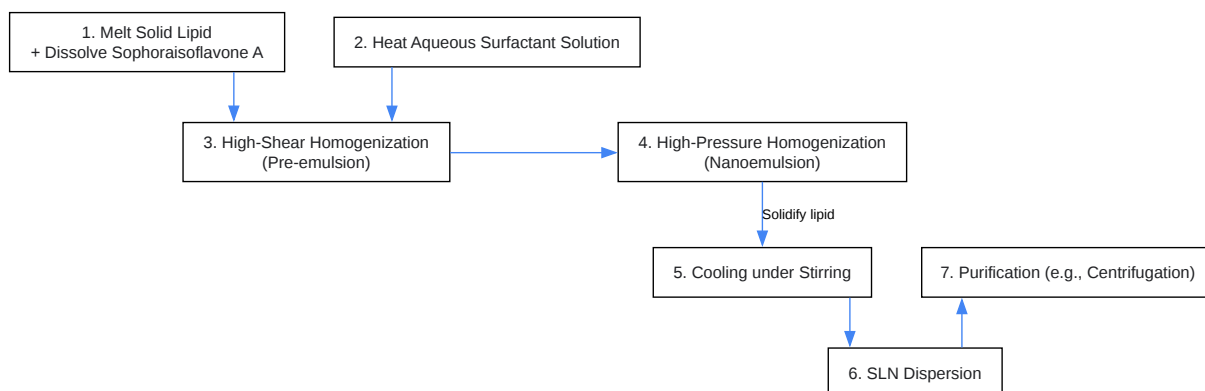 1. Melt Solid Lipid
+ Dissolve Sophoraisoflavone A
2. Heat Aqueous Surfactant Solution
3. High-Shear Homogenization
(Pre-emulsion)
4. High-Pressure Homogenization
(Nanoemulsion)
Solidify lipid
5. Cooling under Stirring
7. Purification (e.g., Centrifugation)
6. SLN Dispersion